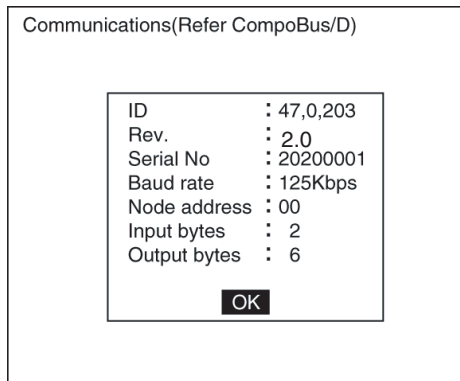 Communications(Refer CompoBus/D)
ID : 47,0,203
Rev. : 2.0
Serial No : 20200001
Baud rate : 125Kbps
Node address : 00
Input bytes : 2
Output bytes : 6
OK